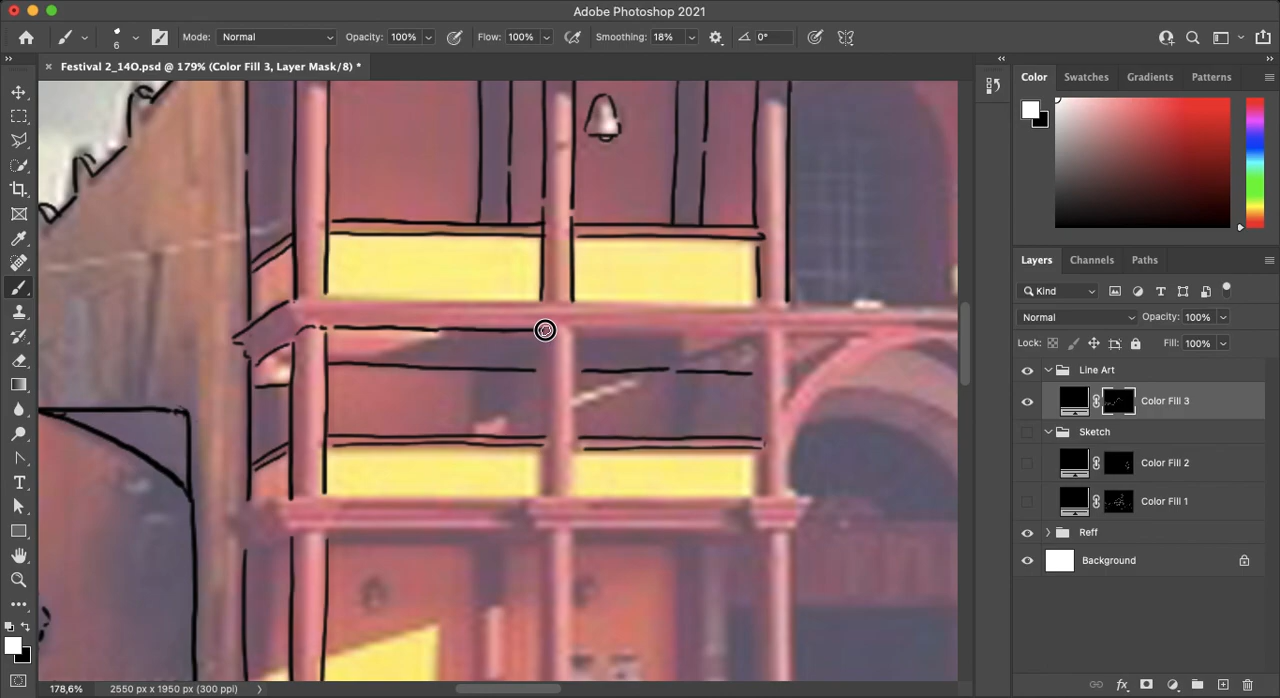 Adobe Photoshop 2021
6 Mode: Normal Opacity: 100% Flow: 100% Smoothing: 18% 0°
Festival 2_14O.psd @ 179% (Color Fill 3, Layer Mask/8) *
Color Swatches Gradients Patterns
Layers Channels Paths
Kind
Normal Opacity: 100%
Lock: Fill: 100%
Line Art
Color Fill 3
Sketch
Color Fill 2
Color Fill 1
Reff
Background
178,6% 2550 px x 1950 px (300 ppi)